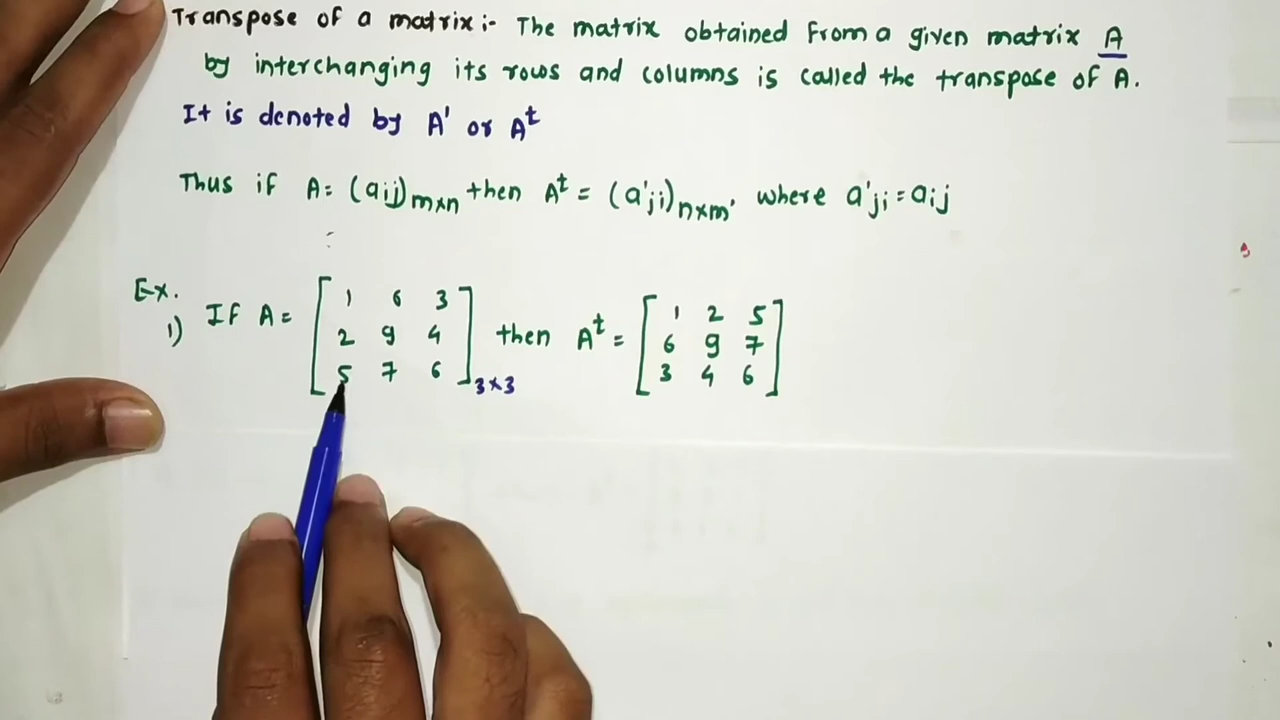 Transpose of a matrix:- The matrix obtained from a given matrix A
by interchanging its rows and columns is called the transpose of A.
It is denoted by A' or Aᵗ
Thus if A = (aij)m×n then Aᵗ = (a'ji)n×m, where a'ji = aij
Ex.
1) If A = [ 1 6 3
2 9 4
5 7 6 ]3×3 then Aᵗ = [ 1 2 5
6 9 7
3 4 6 ]